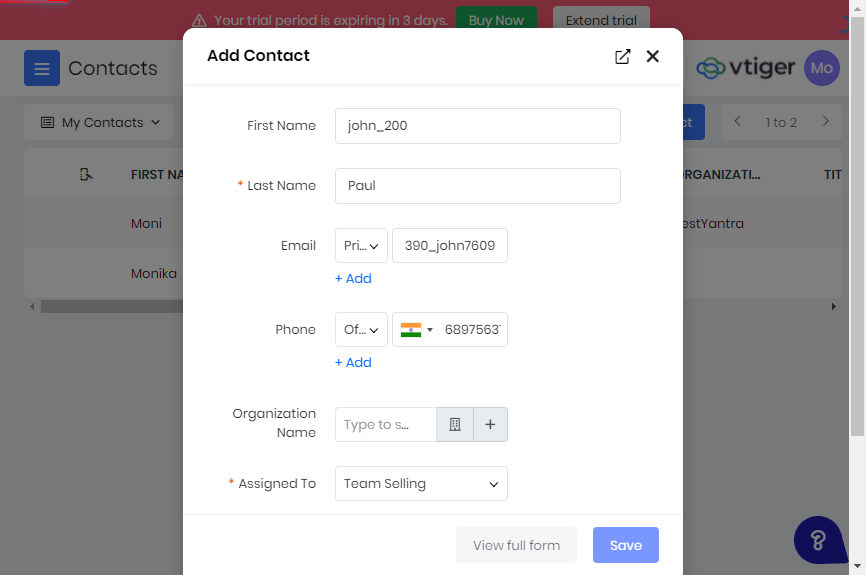 Your trial period is expiring in 3 days. Buy Now Extend trial
Contacts
vtiger Mo
My Contacts
1 to 2
FIRST NA
TIT
Moni
Monika
Add Contact
First Name john_200
* Last Name Paul
Email Pri... 390_john7609
+ Add
Phone Of... 6897563
+ Add
Organization
Name
Type to s...
* Assigned To Team Selling
View full form Save
?